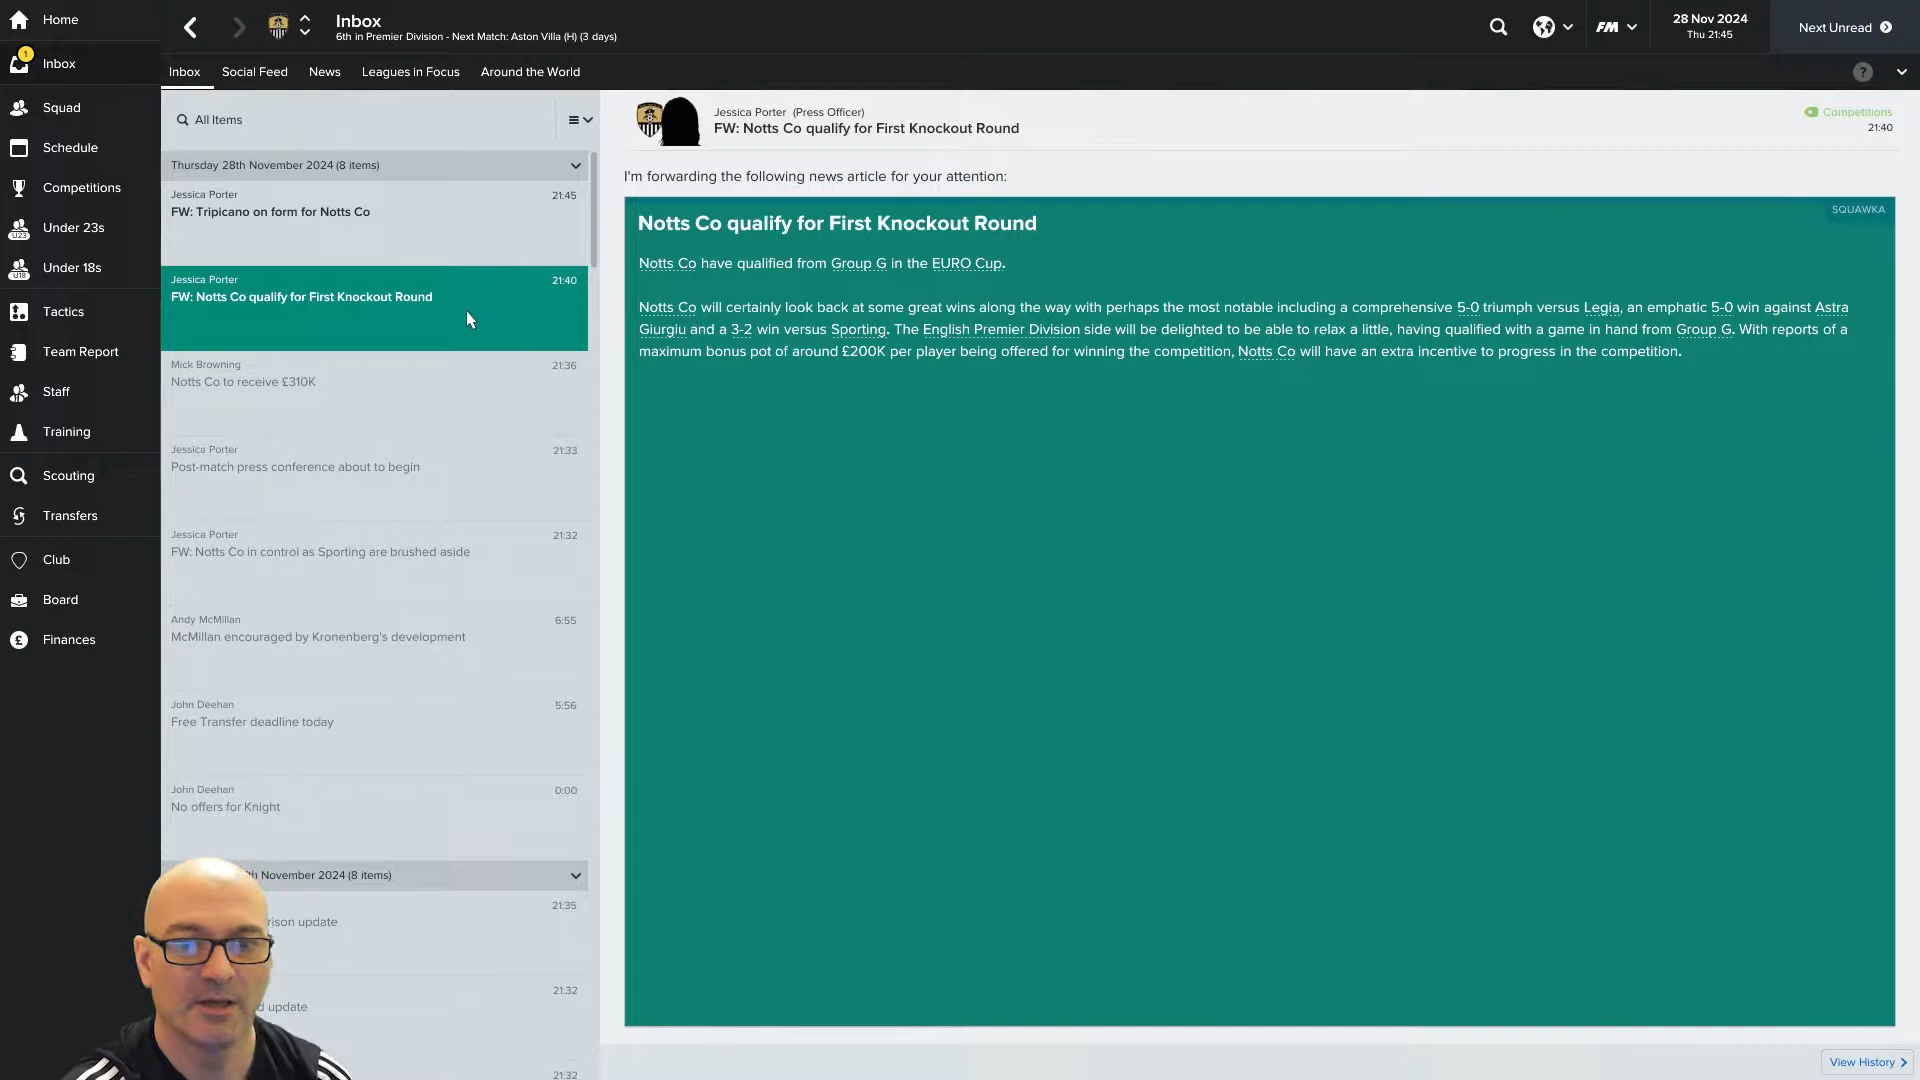 Home
1
Inbox
Squad
Schedule
Competitions
U23
Under 23s
U18
Under 18s
Tactics
Team Report
Staff
Training
Scouting
Transfers
Club
Board
£
Finances
Inbox
6th in Premier Division - Next Match: Aston Villa (H) (3 days)
FM
28 Nov 2024
Thu 21:45
Next Unread
Inbox
Social Feed
News
Leagues in Focus
Around the World
?
All Items
Thursday 28th November 2024 (8 items)
Jessica Porter 21:45
FW: Tripicano on form for Notts Co
Jessica Porter 21:40
FW: Notts Co qualify for First Knockout Round
Mick Browning 21:36
Notts Co to receive £310K
Jessica Porter 21:33
Post-match press conference about to begin
Jessica Porter 21:32
FW: Notts Co in control as Sporting are brushed aside
Andy McMillan 6:55
McMillan encouraged by Kronenberg's development
John Deehan 5:56
Free Transfer deadline today
John Deehan 0:00
No offers for Knight
November 2024 (8 items)
21:35
update
21:32
update
21:32
Jessica Porter (Press Officer)
FW: Notts Co qualify for First Knockout Round
Competitions
21:40
I'm forwarding the following news article for your attention:
SQUAWKA
Notts Co qualify for First Knockout Round
Notts Co have qualified from Group G in the EURO Cup.
Notts Co will certainly look back at some great wins along the way with perhaps the most notable including a comprehensive 5-0 triumph versus Legia, an emphatic 5-0 win against Astra
Giurgiu and a 3-2 win versus Sporting. The English Premier Division side will be delighted to be able to relax a little, having qualified with a game in hand from Group G. With reports of a
maximum bonus pot of around £200K per player being offered for winning the competition, Notts Co will have an extra incentive to progress in the competition.
View History